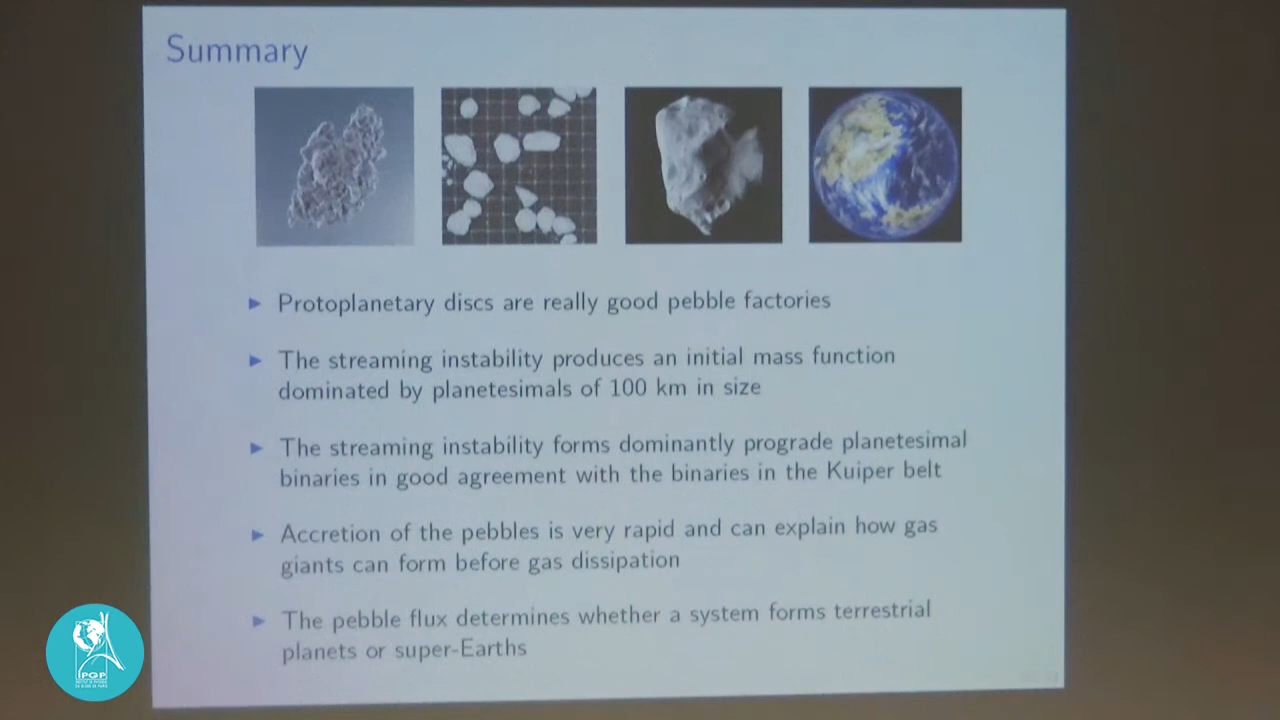 Summary
Protoplanetary discs are really good pebble factories
The streaming instability produces an initial mass function
dominated by planetesimals of 100 km in size
The streaming instability forms dominantly prograde planetesimal
binaries in good agreement with the binaries in the Kuiper belt
Accretion of the pebbles is very rapid and can explain how gas
giants can form before gas dissipation
The pebble flux determines whether a system forms terrestrial
planets or super-Earths
IPGP